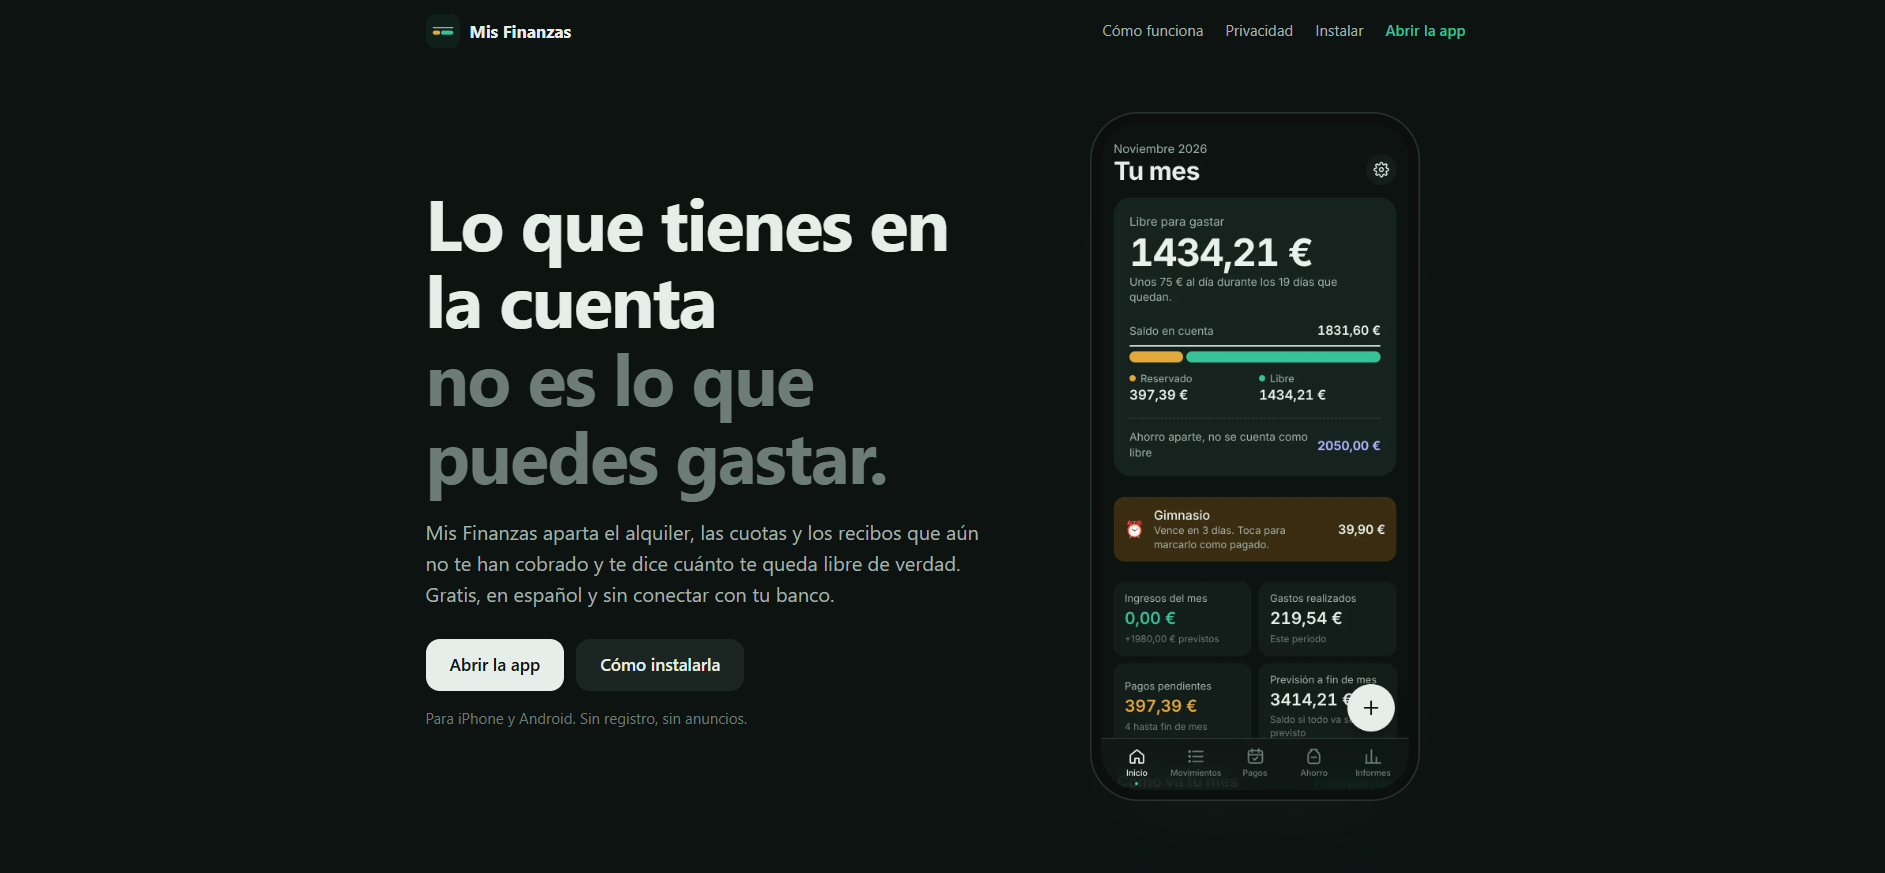 Mis Finanzas
Cómo funciona
Privacidad
Instalar
Abrir la app
Lo que tienes en
la cuenta
no es lo que
puedes gastar.
Mis Finanzas aparta el alquiler, las cuotas y los recibos que aún
no te han cobrado y te dice cuánto te queda libre de verdad.
Gratis, en español y sin conectar con tu banco.
Abrir la app
Cómo instalarla
Para iPhone y Android. Sin registro, sin anuncios.
Noviembre 2026
Tu mes
Libre para gastar
1434,21 €
Unos 75 € al día durante los 19 días que
quedan.
Saldo en cuenta
1831,60 €
Reservado
397,39 €
Libre
1434,21 €
Ahorro aparte, no se cuenta como
libre
2050,00 €
Gimnasio
Vence en 3 días. Toca para
marcarlo como pagado.
39,90 €
Ingresos del mes
0,00 €
+1980,00 € previstos
Gastos realizados
219,54 €
Este periodo
Pagos pendientes
397,39 €
4 hasta fin de mes
Previsión a fin de mes
3414,21 €
Saldo si todo va
previsto
Inicio
Movimientos
Pagos
Ahorro
Informes
Cómo va tu mes